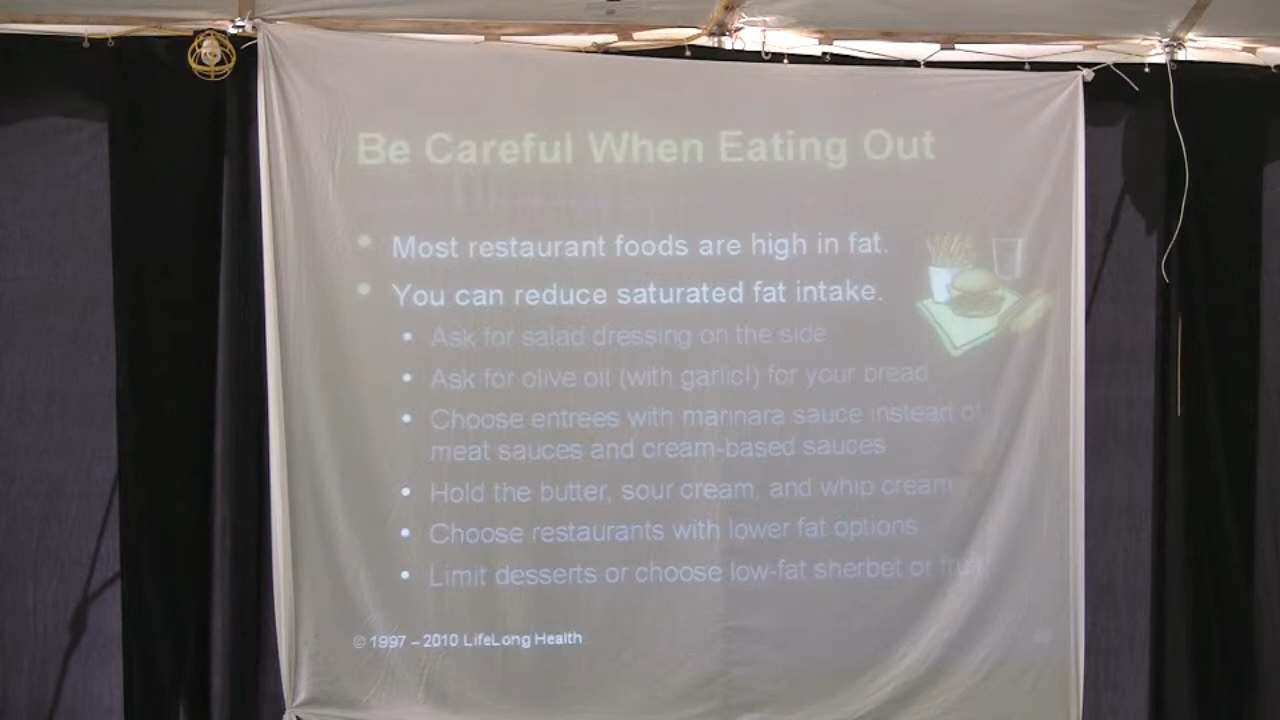 Be Careful When Eating Out
• Most restaurant foods are high in fat.
• You can reduce saturated fat intake.
• Ask for salad dressing on the side
• Ask for olive oil (with garlic!) for your bread
• Choose entrees with marinara sauce instead of
meat sauces and cream-based sauces
• Hold the butter, sour cream, and whip cream
• Choose restaurants with lower fat options
• Limit desserts or choose low-fat sherbet or fruit
© 1997 – 2010 LifeLong Health